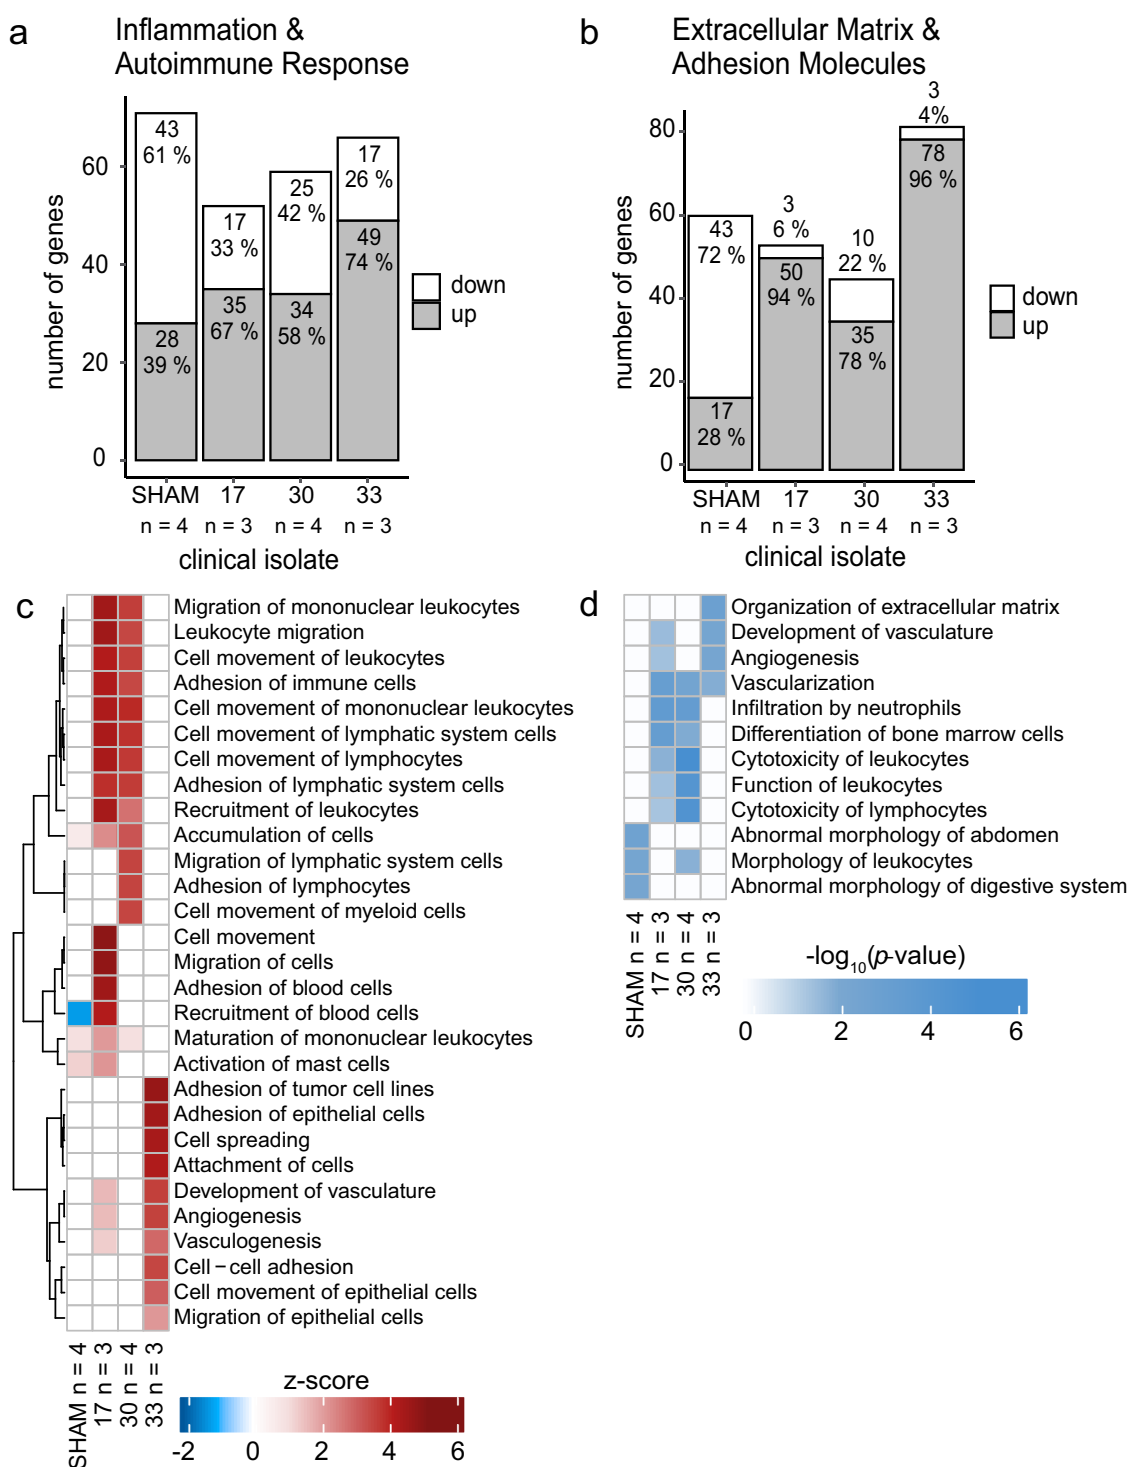 a
Inflammation &
Autoimmune Response
number of genes
60
40
20
0
43
61 %
28
39 %
17
33 %
35
67 %
25
42 %
34
58 %
17
26 %
49
74 %
down
up
SHAM 17 30 33
n = 4 n = 3 n = 4 n = 3
clinical isolate
b
Extracellular Matrix &
Adhesion Molecules
number of genes
80
60
40
20
0
43
72 %
17
28 %
3
6 %
50
94 %
10
22 %
35
78 %
3
4%
78
96 %
down
up
SHAM 17 30 33
n = 4 n = 3 n = 4 n = 3
clinical isolate
c
Migration of mononuclear leukocytes
Leukocyte migration
Cell movement of leukocytes
Adhesion of immune cells
Cell movement of mononuclear leukocytes
Cell movement of lymphatic system cells
Cell movement of lymphocytes
Adhesion of lymphatic system cells
Recruitment of leukocytes
Accumulation of cells
Migration of lymphatic system cells
Adhesion of lymphocytes
Cell movement of myeloid cells
Cell movement
Migration of cells
Adhesion of blood cells
Recruitment of blood cells
Maturation of mononuclear leukocytes
Activation of mast cells
Adhesion of tumor cell lines
Adhesion of epithelial cells
Cell spreading
Attachment of cells
Development of vasculature
Angiogenesis
Vasculogenesis
Cell−cell adhesion
Cell movement of epithelial cells
Migration of epithelial cells
SHAM n = 4
17 n = 3
30 n = 4
33 n = 3
z-score
-2 0 2 4 6
d
Organization of extracellular matrix
Development of vasculature
Angiogenesis
Vascularization
Infiltration by neutrophils
Differentiation of bone marrow cells
Cytotoxicity of leukocytes
Function of leukocytes
Cytotoxicity of lymphocytes
Abnormal morphology of abdomen
Morphology of leukocytes
Abnormal morphology of digestive system
SHAM n = 4
17 n = 3
30 n = 4
33 n = 3
-log10(p-value)
0 2 4 6